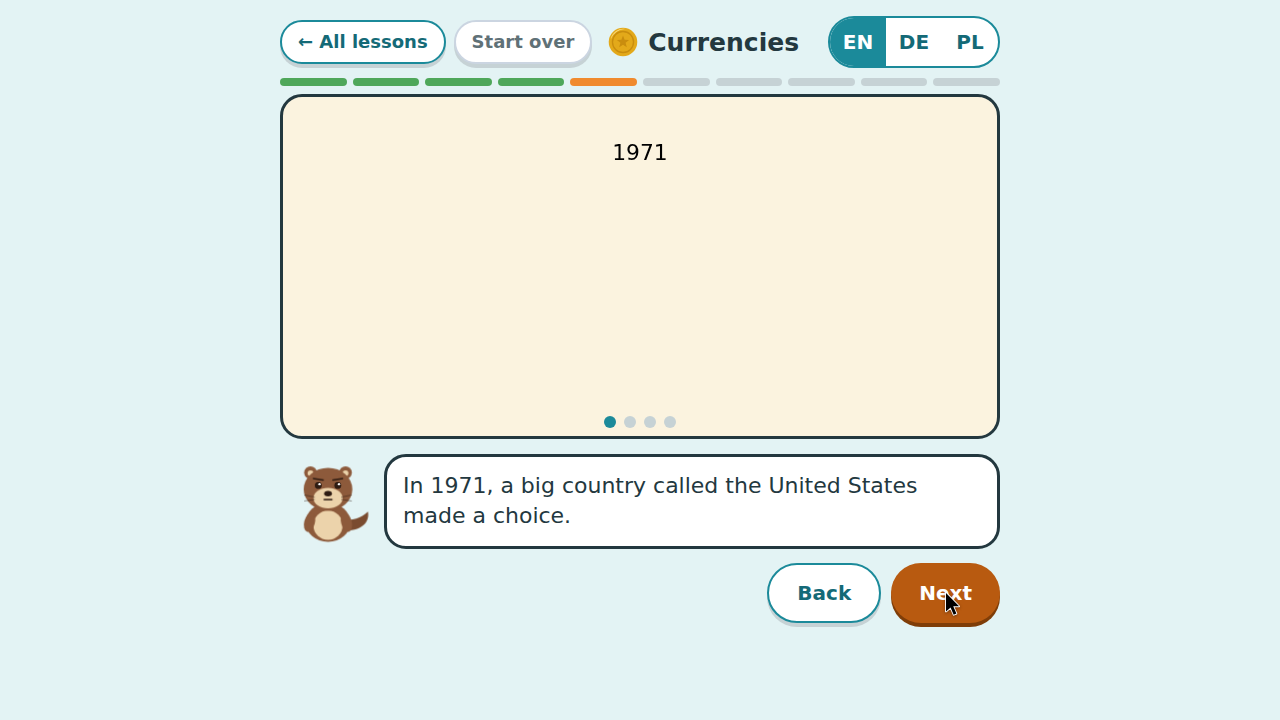 ← All lessons
Start over
Currencies
EN DE PL
1971
In 1971, a big country called the United States
made a choice.
Back
Next